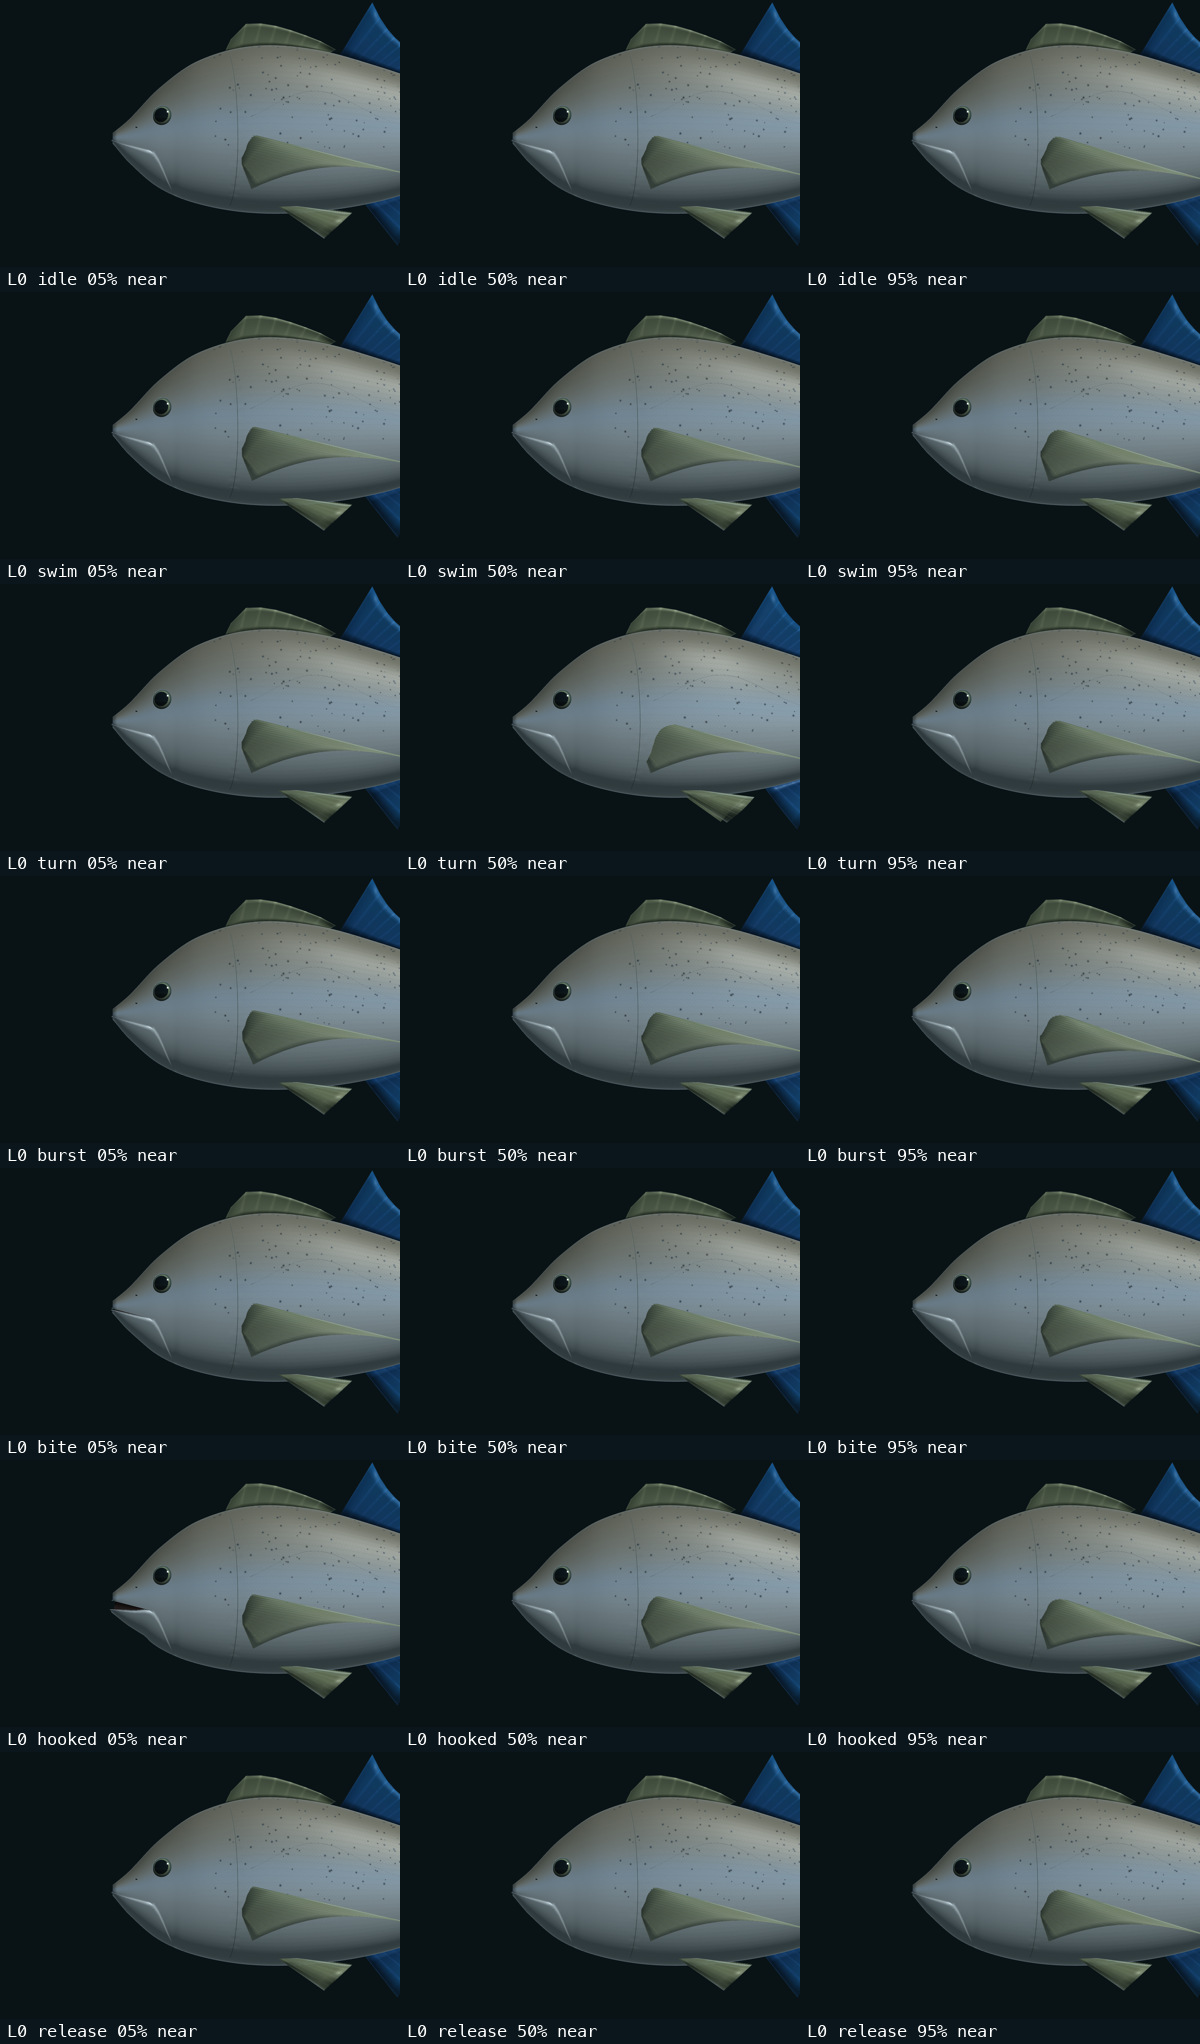 L0 idle 05% near
L0 idle 50% near
L0 idle 95% near
L0 swim 05% near
L0 swim 50% near
L0 swim 95% near
L0 turn 05% near
L0 turn 50% near
L0 turn 95% near
L0 burst 05% near
L0 burst 50% near
L0 burst 95% near
L0 bite 05% near
L0 bite 50% near
L0 bite 95% near
L0 hooked 05% near
L0 hooked 50% near
L0 hooked 95% near
L0 release 05% near
L0 release 50% near
L0 release 95% near